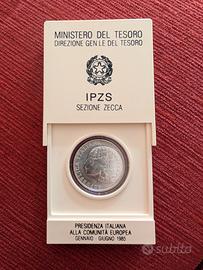 MINISTERO DEL TESORO
DIREZIONE GEN.LE DEL TESORO
IPZS
SEZIONE ZECCA
PRESIDENZA ITALIANA
ALLA COMUNITÀ EUROPEA
GENNAIO - GIUGNO 1985
subito